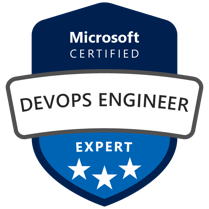 Microsoft
CERTIFIED
DEVOPS ENGINEER
EXPERT